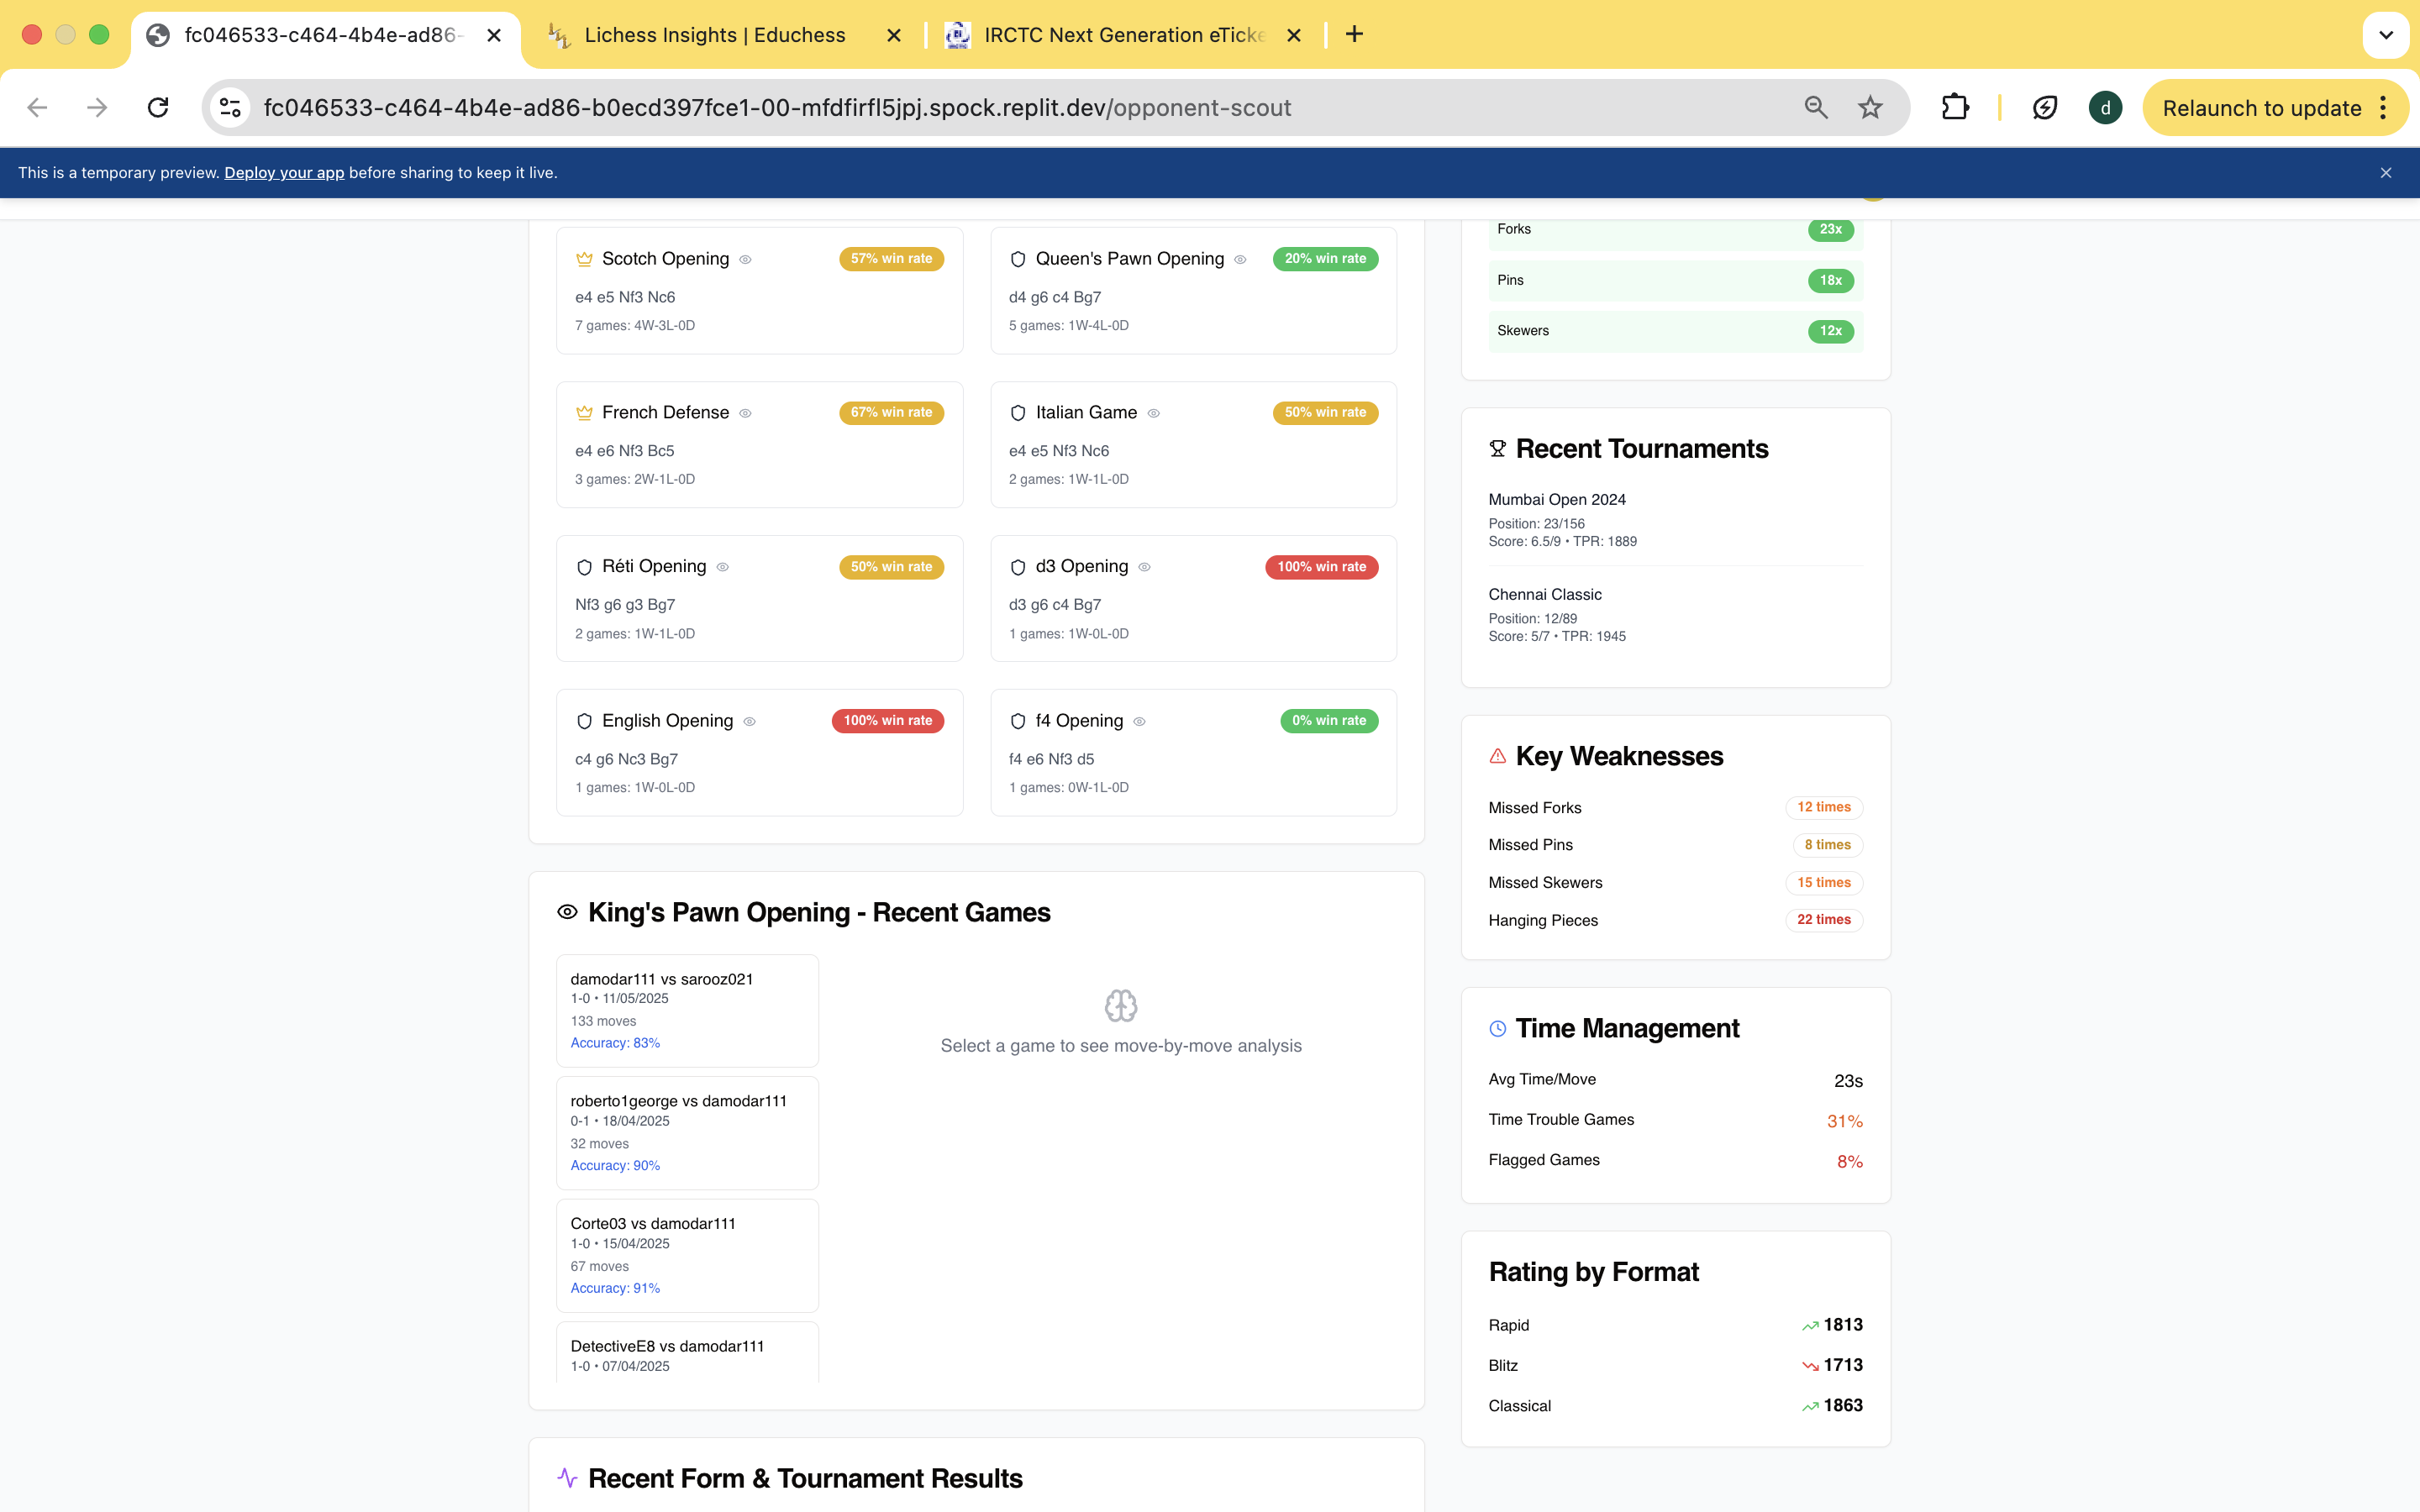 fc046533-c464-4b4e-ad86-
Lichess Insights | Educhess
IRCTC Next Generation eTicke
fc046533-c464-4b4e-ad86-b0ecd397fce1-00-mfdfirfl5jpj.spock.replit.dev/opponent-scout
d
Relaunch to update
This is a temporary preview. Deploy your app before sharing to keep it live.
Scotch Opening
57% win rate
e4 e5 Nf3 Nc6
7 games: 4W-3L-0D
Queen's Pawn Opening
20% win rate
d4 g6 c4 Bg7
5 games: 1W-4L-0D
French Defense
67% win rate
e4 e6 Nf3 Bc5
3 games: 2W-1L-0D
Italian Game
50% win rate
e4 e5 Nf3 Nc6
2 games: 1W-1L-0D
Réti Opening
50% win rate
Nf3 g6 g3 Bg7
2 games: 1W-1L-0D
d3 Opening
100% win rate
d3 g6 c4 Bg7
1 games: 1W-0L-0D
English Opening
100% win rate
c4 g6 Nc3 Bg7
1 games: 1W-0L-0D
f4 Opening
0% win rate
f4 e6 Nf3 d5
1 games: 0W-1L-0D
King's Pawn Opening - Recent Games
damodar111 vs sarooz021
1-0 • 11/05/2025
133 moves
Accuracy: 83%
roberto1george vs damodar111
0-1 • 18/04/2025
32 moves
Accuracy: 90%
Corte03 vs damodar111
1-0 • 15/04/2025
67 moves
Accuracy: 91%
DetectiveE8 vs damodar111
1-0 • 07/04/2025
Select a game to see move-by-move analysis
Recent Form & Tournament Results
Forks
23x
Pins
18x
Skewers
12x
Recent Tournaments
Mumbai Open 2024
Position: 23/156
Score: 6.5/9 • TPR: 1889
Chennai Classic
Position: 12/89
Score: 5/7 • TPR: 1945
Key Weaknesses
Missed Forks
12 times
Missed Pins
8 times
Missed Skewers
15 times
Hanging Pieces
22 times
Time Management
Avg Time/Move
23s
Time Trouble Games
31%
Flagged Games
8%
Rating by Format
Rapid
1813
Blitz
1713
Classical
1863